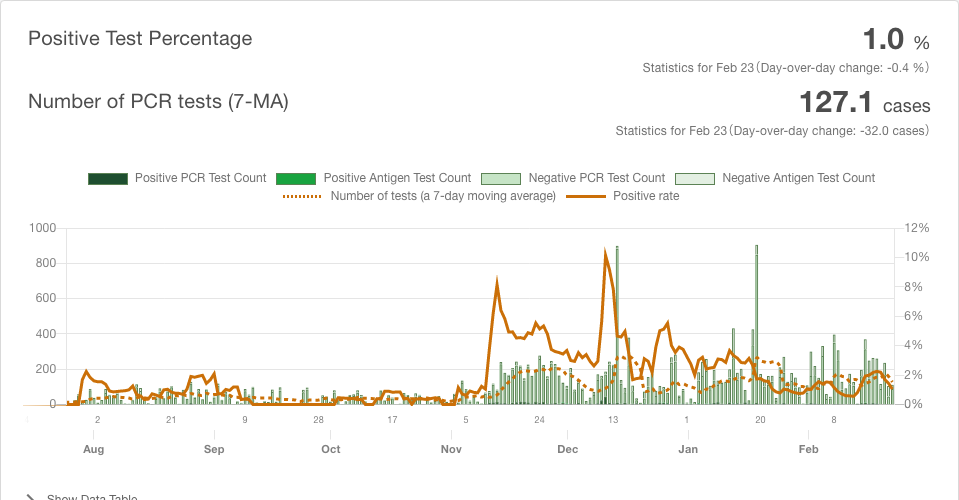 Positive Test Percentage
1.0 %
Statistics for Feb 23(Day-over-day change: -0.4 %)
Number of PCR tests (7-MA)
127.1 cases
Statistics for Feb 23(Day-over-day change: -32.0 cases)
Positive PCR Test Count Positive Antigen Test Count Negative PCR Test Count Negative Antigen Test Count
Number of tests (a 7-day moving average) Positive rate
1000 12%
10%
800
8%
600
6%
400
4%
200
2%
0 0%
2 21 9 28 17 5 24 13 1 20 8
Aug Sep Oct Nov Dec Jan Feb
Show Data Table